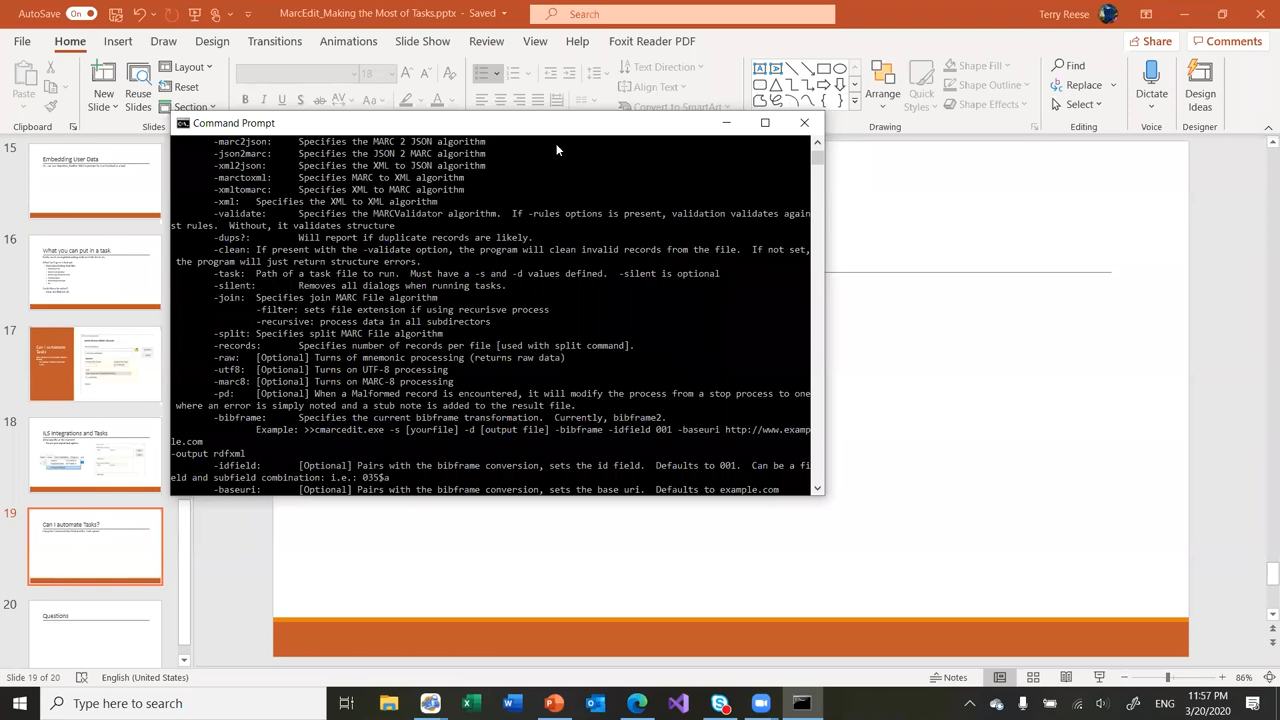 AutoSave On MarcEdit_Making the Most of Tasks.pptx - Saved Search Terry Reese
File Home Insert Draw Design Transitions Animations Slide Show Review View Help Foxit Reader PDF Share Comments
Paste New Slide Reuse Slides Layout Reset Section 18 Text Direction Align Text Convert to SmartArt Arrange Quick Styles Shape Fill Shape Outline Shape Effects Find Replace Select Dictate Design Ideas
Clipboard Slides Drawing Editing Voice Designer
Command Prompt
-marc2json: Specifies the MARC 2 JSON algorithm
-json2marc: Specifies the JSON 2 MARC algorithm
-xml2json: Specifies the XML to JSON algorithm
-marctoxml: Specifies MARC to XML algorithm
-xmltomarc: Specifies XML to MARC algorithm
-xml: Specifies the XML to XML algorithm
-validate: Specifies the MARCValidator algorithm. If -rules options is present, validation validates again
st rules. Without, it validates structure
-dups?: Will report if duplicate records are likely.
-clean: If present with the -validate option, the program will clean invalid records from the file. If not set,
the program will just return structure errors.
-task: Path of a task file to run. Must have a -s and -d values defined. -silent is optional
-silent: Removes all dialogs when running tasks.
-join: Specifies join MARC File algorithm
-filter: sets file extension if using recurisve process
-recursive: process data in all subdirectors
-split: Specifies split MARC File algorithm
-records: Specifies number of records per file [used with split command].
-raw: [Optional] Turns of mnemonic processing (returns raw data)
-utf8: [Optional] Turns on UTF-8 processing
-marc8: [Optional] Turns on MARC-8 processing
-pd: [Optional] When a Malformed record is encountered, it will modify the process from a stop process to one
where an error is simply noted and a stub note is added to the result file.
-bibframe: Specifies the current bibframe transformation. Currently, bibframe2.
Example: >>cmarcedit.exe -s [yourfile] -d [output file] -bibframe -idfield 001 -baseuri http://www.examp
le.com
-output rdfxml
-idfield: [Optional] Pairs with the bibframe conversion, sets the id field. Defaults to 001. Can be a fi
eld and subfield combination: i.e.: 035$a
-baseuri: [Optional] Pairs with the bibframe conversion, sets the base uri. Defaults to example.com
15
Embedding User Data
16
What you can put in a task
17
Can I automate Tasks
18
ILS Integrations and Tasks
19
Can I automate Tasks?
20
Questions
Slide 19 of 20 English (United States) Notes 86%
Type here to search ENG 11:57 PM
3/20/2020